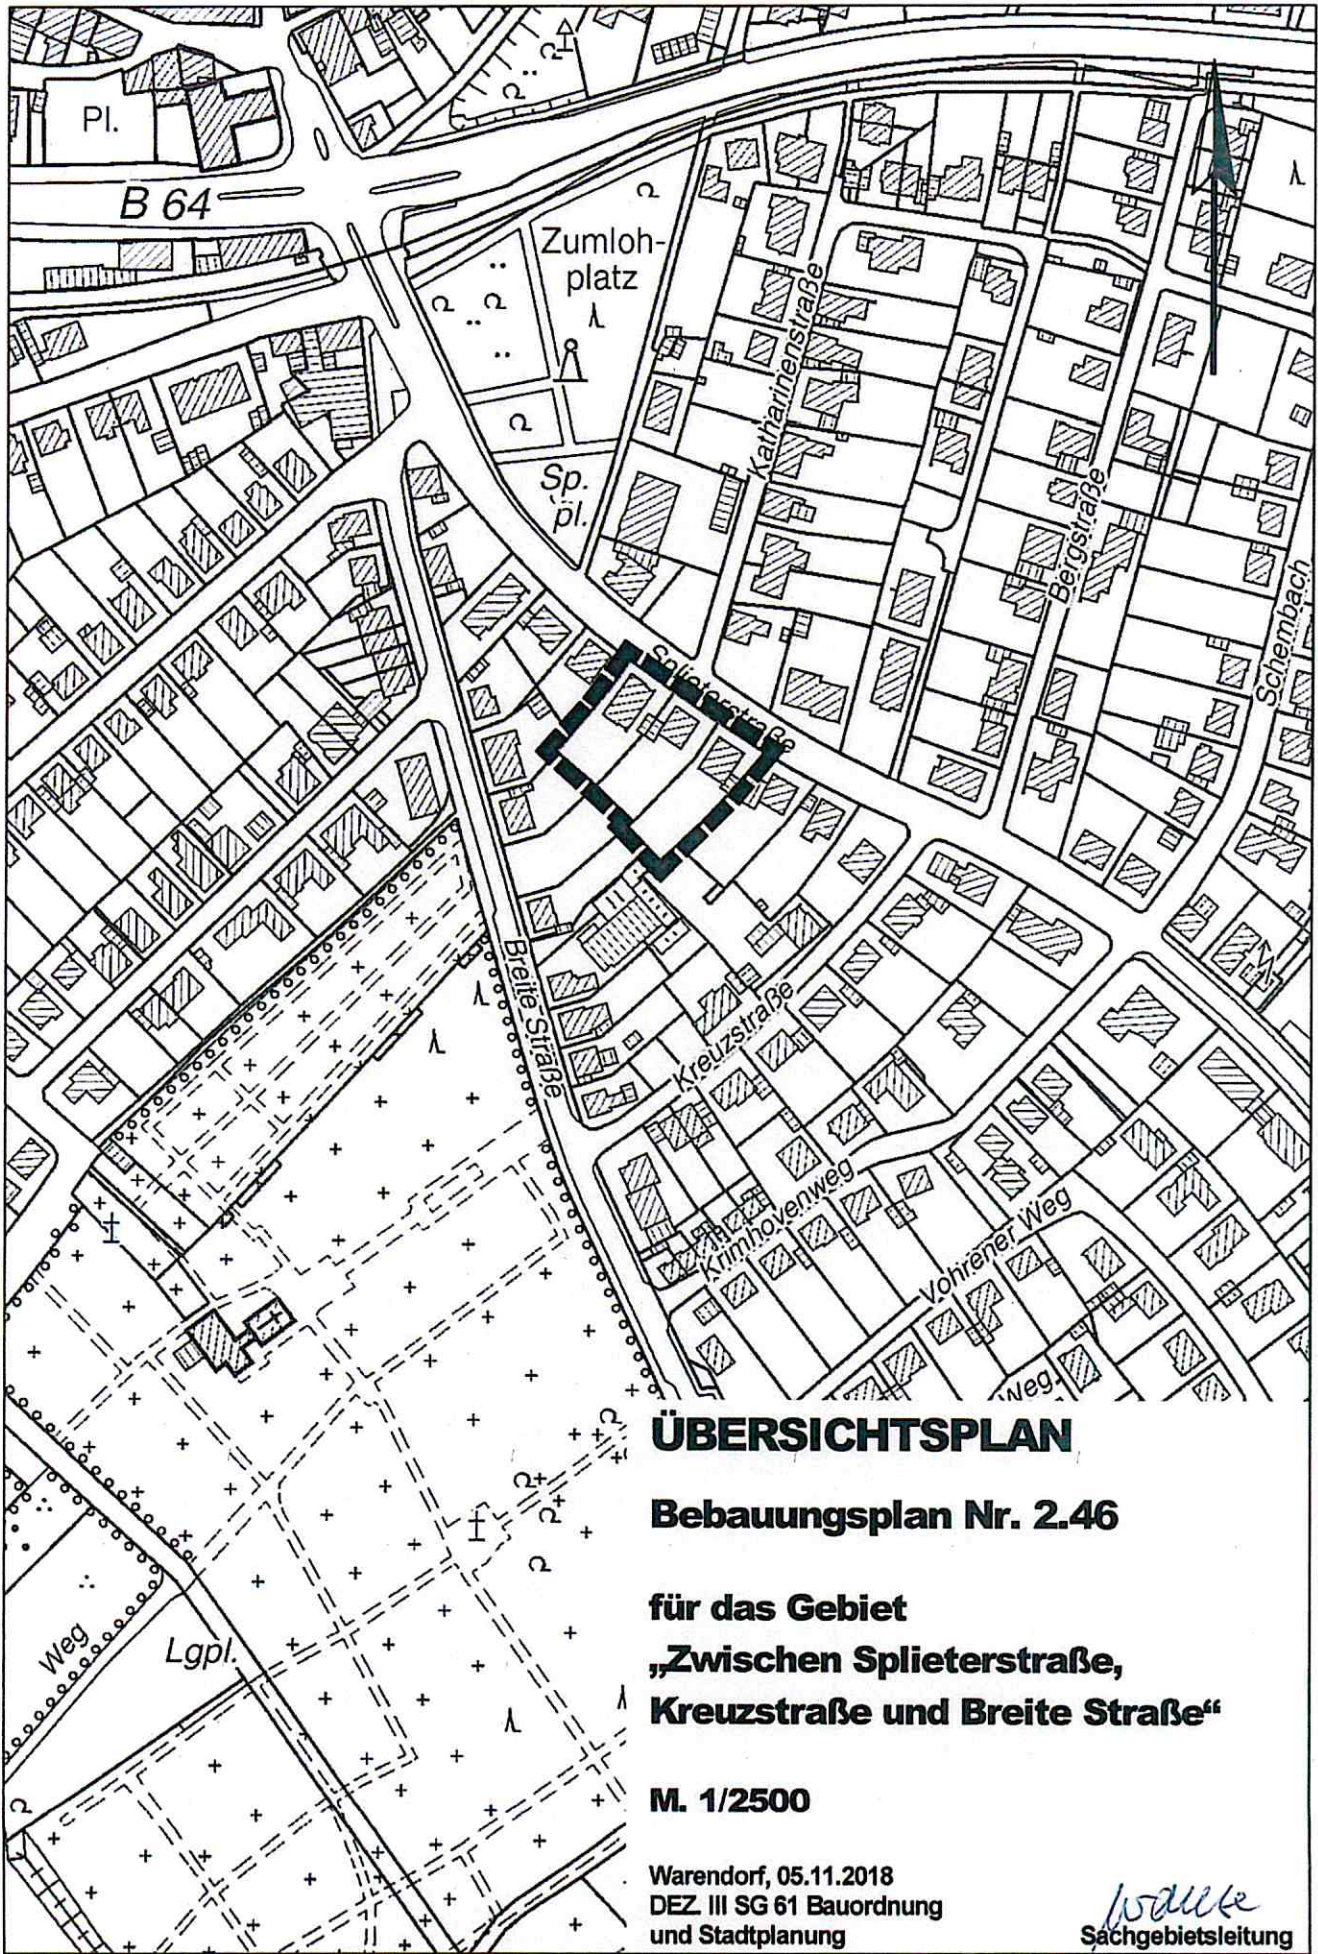 Pl.
B 64
Zumloh-
platz
Sp.
pl.
Katharinenstraße
Bergstraße
Schembach
Splieterstraße
Breite Straße
Kreuzstraße
Krimhovenweg
Vohrener Weg
Weg
Weg
Lgpl.
ÜBERSICHTSPLAN
Bebauungsplan Nr. 2.46
für das Gebiet
„Zwischen Splieterstraße,
Kreuzstraße und Breite Straße“
M. 1/2500
Warendorf, 05.11.2018
DEZ. III SG 61 Bauordnung
und Stadtplanung
Sachgebietsleitung